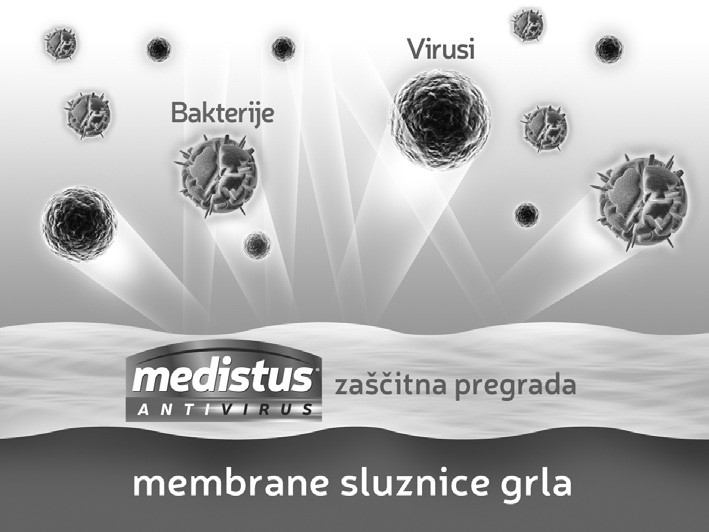 Virusi
Bakterije
medistus®
ANTIVIRUS
zaščitna pregrada
membrane sluznice grla